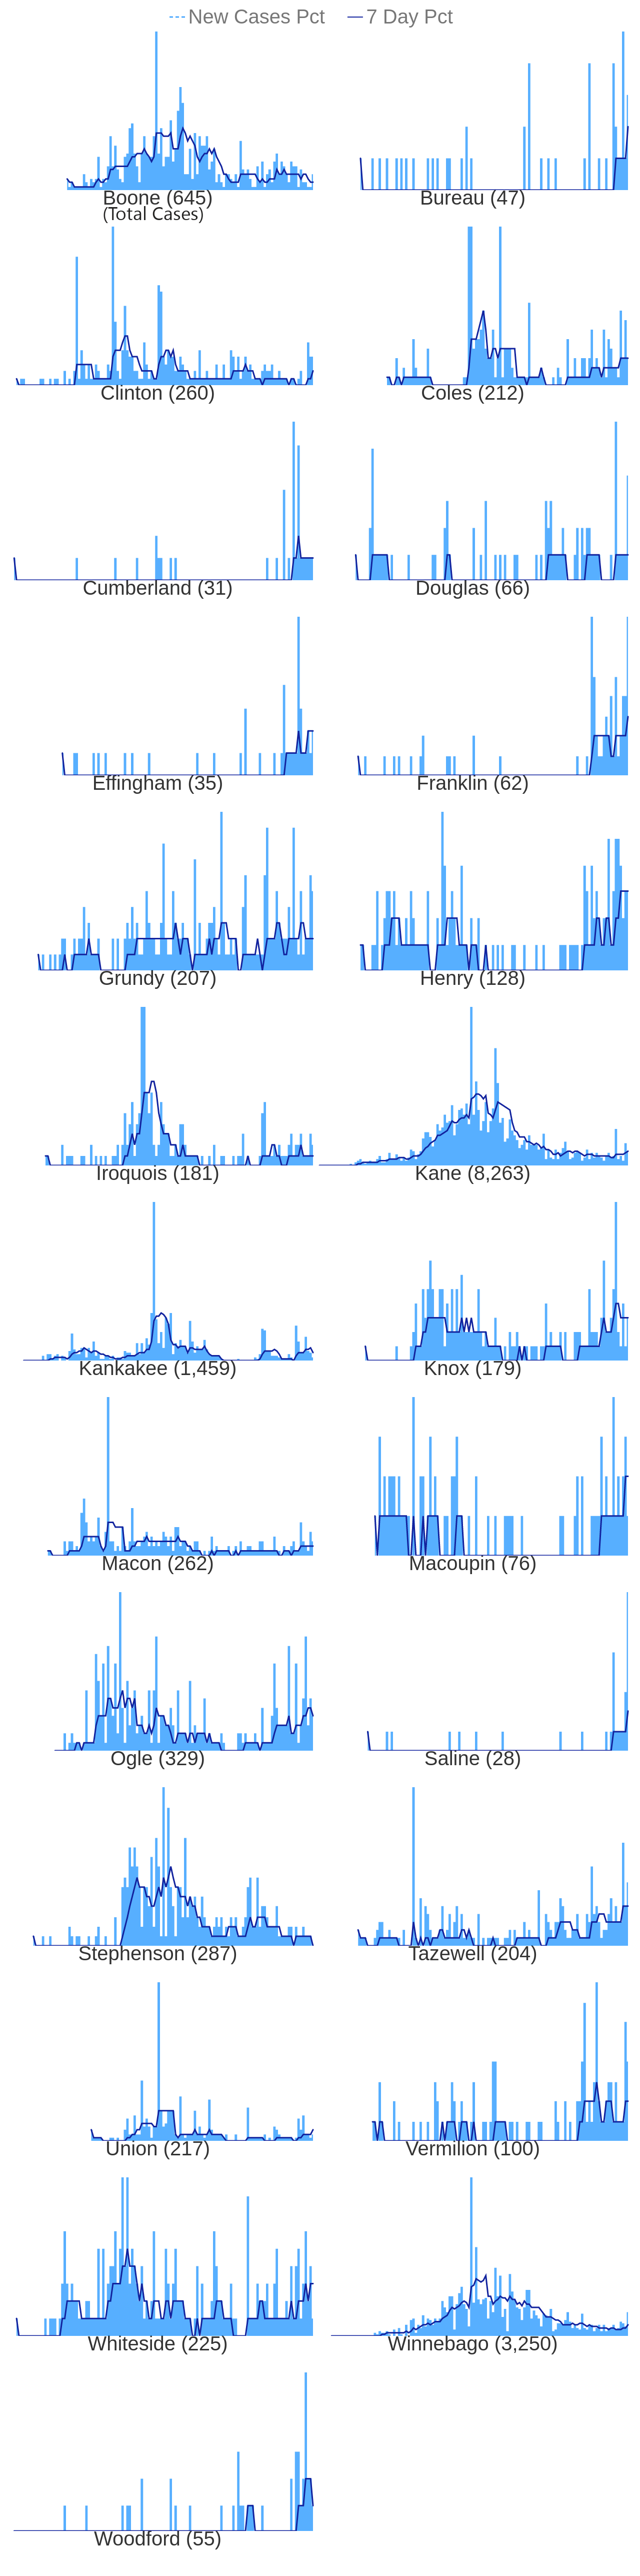 New Cases Pct 7 Day Pct
Boone (645) Bureau (47)
(Total Cases)
Clinton (260) Coles (212)
Cumberland (31) Douglas (66)
Effingham (35) Franklin (62)
Grundy (207) Henry (128)
Iroquois (181) Kane (8,263)
Kankakee (1,459) Knox (179)
Macon (262) Macoupin (76)
Ogle (329) Saline (28)
Stephenson (287) Tazewell (204)
Union (217) Vermilion (100)
Whiteside (225) Winnebago (3,250)
Woodford (55)